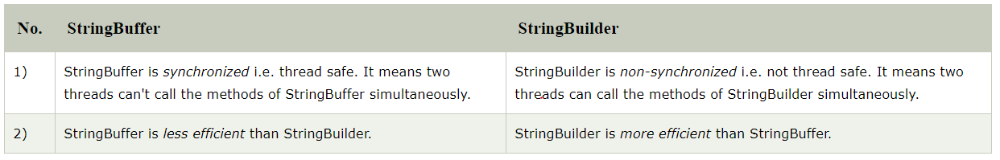 No. StringBuffer StringBuilder
1) StringBuffer is synchronized i.e. thread safe. It means two
threads can't call the methods of StringBuffer simultaneously.
StringBuilder is non-synchronized i.e. not thread safe. It means two
threads can call the methods of StringBuilder simultaneously.
2) StringBuffer is less efficient than StringBuilder.
StringBuilder is more efficient than StringBuffer.